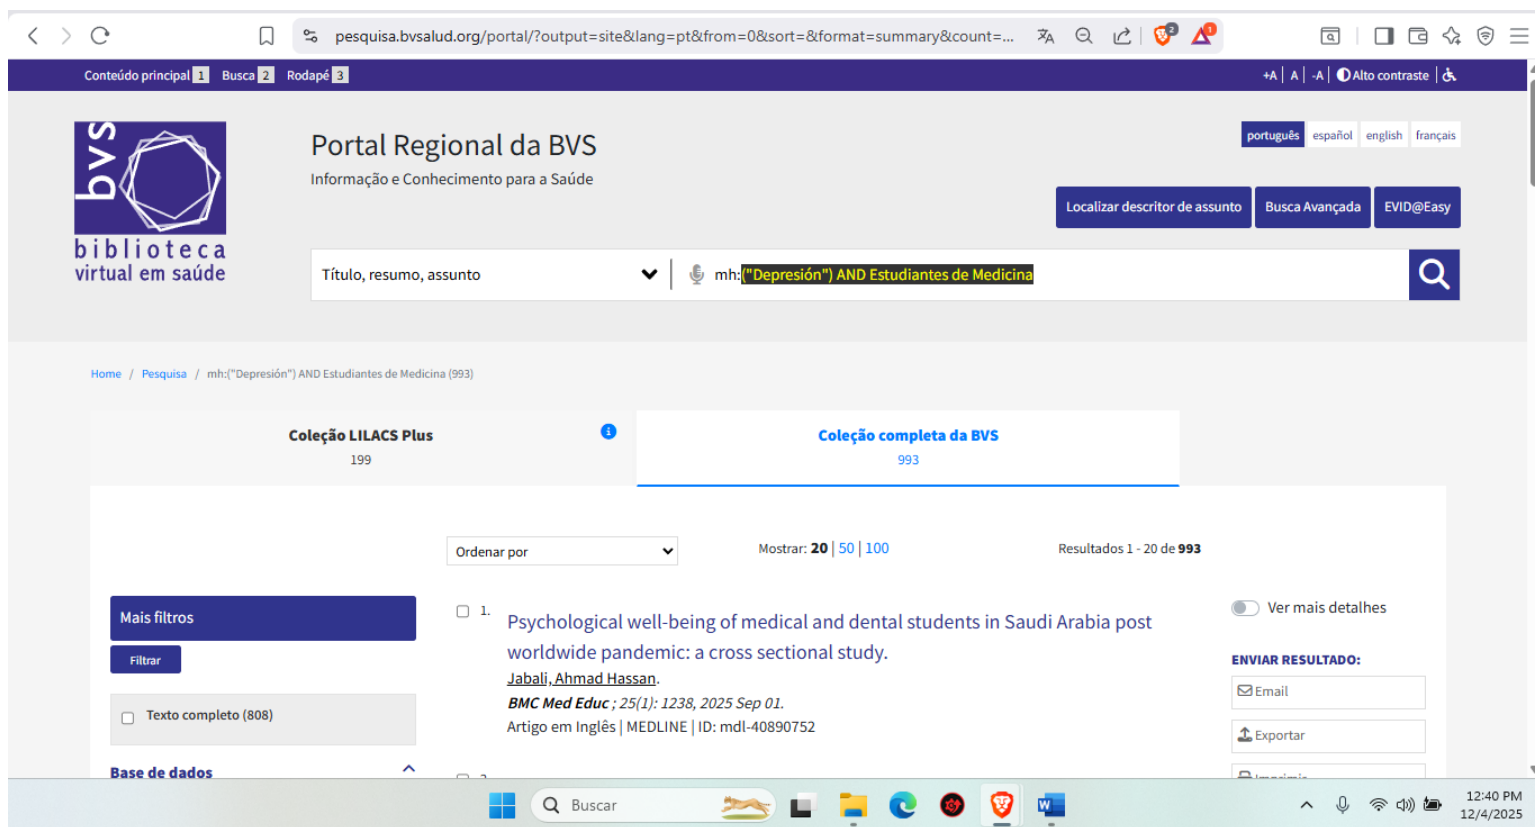 pesquisa.bvsalud.org/portal/?output=site&lang=pt&from=0&sort=&format=summary&count=...
2
1
Conteúdo principal 1 Busca 2 Rodapé 3
+A | A | -A | Alto contraste |
bvs
biblioteca
virtual em saúde
Portal Regional da BVS
Informação e Conhecimento para a Saúde
português español english français
Localizar descritor de assunto Busca Avançada EVID@Easy
Título, resumo, assunto mh:("Depresión") AND Estudiantes de Medicina
Home / Pesquisa / mh:("Depresión") AND Estudiantes de Medicina (993)
Coleção LILACS Plus
199
Coleção completa da BVS
993
Ordenar por Mostrar: 20 | 50 | 100 Resultados 1 - 20 de 993
Mais filtros
Filtrar
Texto completo (808)
Base de dados
1. Psychological well-being of medical and dental students in Saudi Arabia post
worldwide pandemic: a cross sectional study.
Jabali, Ahmad Hassan.
BMC Med Educ ; 25(1): 1238, 2025 Sep 01.
Artigo em Inglês | MEDLINE | ID: mdl-40890752
Ver mais detalhes
ENVIAR RESULTADO:
Email
Exportar
Buscar
12:40 PM
12/4/2025